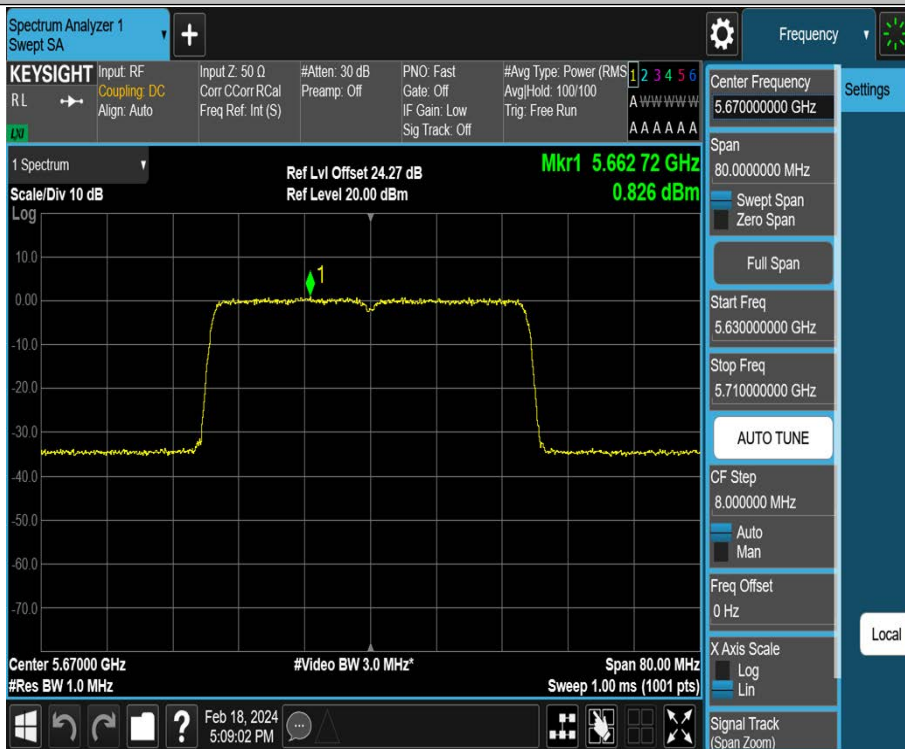 Spectrum Analyzer 1
Swept SA
+
Frequency
KEYSIGHT
RL
LXI
Input: RF
Coupling: DC
Align: Auto
Input Z: 50 Ω
Corr CCorr RCal
Freq Ref: Int (S)
#Atten: 30 dB
Preamp: Off
PNO: Fast
Gate: Off
IF Gain: Low
Sig Track: Off
#Avg Type: Power (RMS
Avg|Hold: 100/100
Trig: Free Run
1 2 3 4 5 6
A W W W W W
A A A A A A
1 Spectrum
Scale/Div 10 dB
Log
Ref Lvl Offset 24.27 dB
Ref Level 20.00 dBm
Mkr1 5.662 72 GHz
0.826 dBm
10.0
0.00
-10.0
-20.0
-30.0
-40.0
-50.0
-60.0
-70.0
1
Center 5.67000 GHz
#Res BW 1.0 MHz
#Video BW 3.0 MHz*
Span 80.00 MHz
Sweep 1.00 ms (1001 pts)
Center Frequency
5.670000000 GHz
Span
80.0000000 MHz
Swept Span
Zero Span
Full Span
Start Freq
5.630000000 GHz
Stop Freq
5.710000000 GHz
AUTO TUNE
CF Step
8.000000 MHz
Auto
Man
Freq Offset
0 Hz
X Axis Scale
Log
Lin
Signal Track
(Span Zoom)
Settings
Local
?
Feb 18, 2024
5:09:02 PM